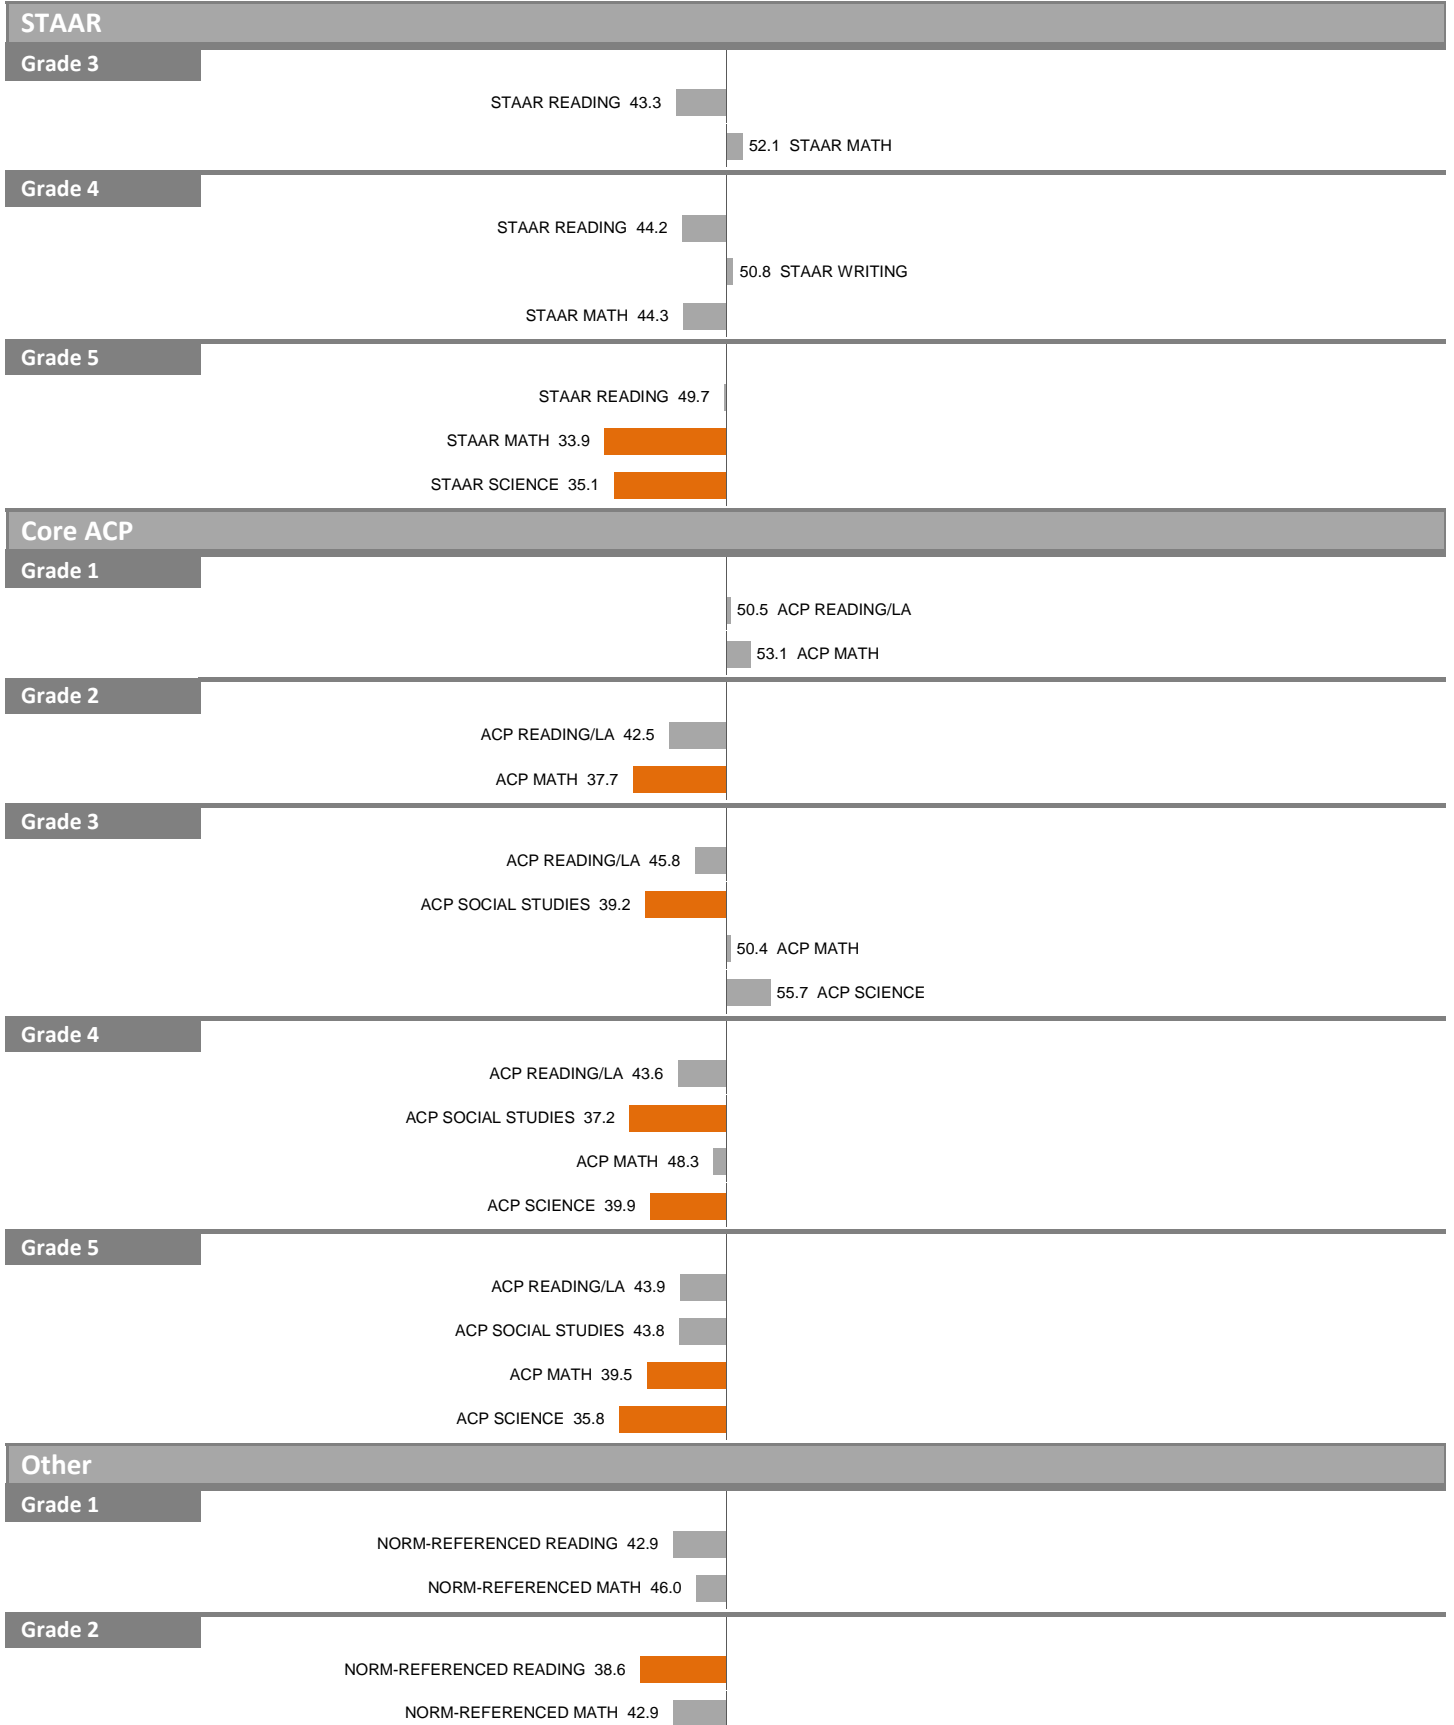 STAAR
Grade 3
STAAR READING 43.3
52.1 STAAR MATH
Grade 4
STAAR READING 44.2
50.8 STAAR WRITING
STAAR MATH 44.3
Grade 5
STAAR READING 49.7
STAAR MATH 33.9
STAAR SCIENCE 35.1
Core ACP
Grade 1
50.5 ACP READING/LA
53.1 ACP MATH
Grade 2
ACP READING/LA 42.5
ACP MATH 37.7
Grade 3
ACP READING/LA 45.8
ACP SOCIAL STUDIES 39.2
50.4 ACP MATH
55.7 ACP SCIENCE
Grade 4
ACP READING/LA 43.6
ACP SOCIAL STUDIES 37.2
ACP MATH 48.3
ACP SCIENCE 39.9
Grade 5
ACP READING/LA 43.9
ACP SOCIAL STUDIES 43.8
ACP MATH 39.5
ACP SCIENCE 35.8
Other
Grade 1
NORM-REFERENCED READING 42.9
NORM-REFERENCED MATH 46.0
Grade 2
NORM-REFERENCED READING 38.6
NORM-REFERENCED MATH 42.9